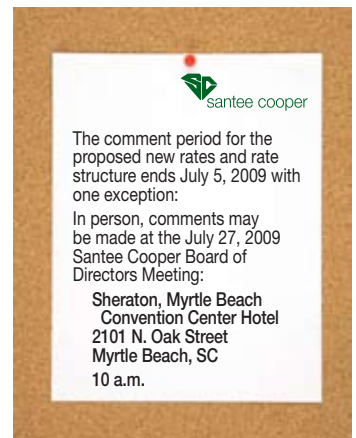 santee cooper
The comment period for the
proposed new rates and rate
structure ends July 5, 2009 with
one exception:
In person, comments may
be made at the July 27, 2009
Santee Cooper Board of
Directors Meeting:
Sheraton, Myrtle Beach
Convention Center Hotel
2101 N. Oak Street
Myrtle Beach, SC
10 a.m.